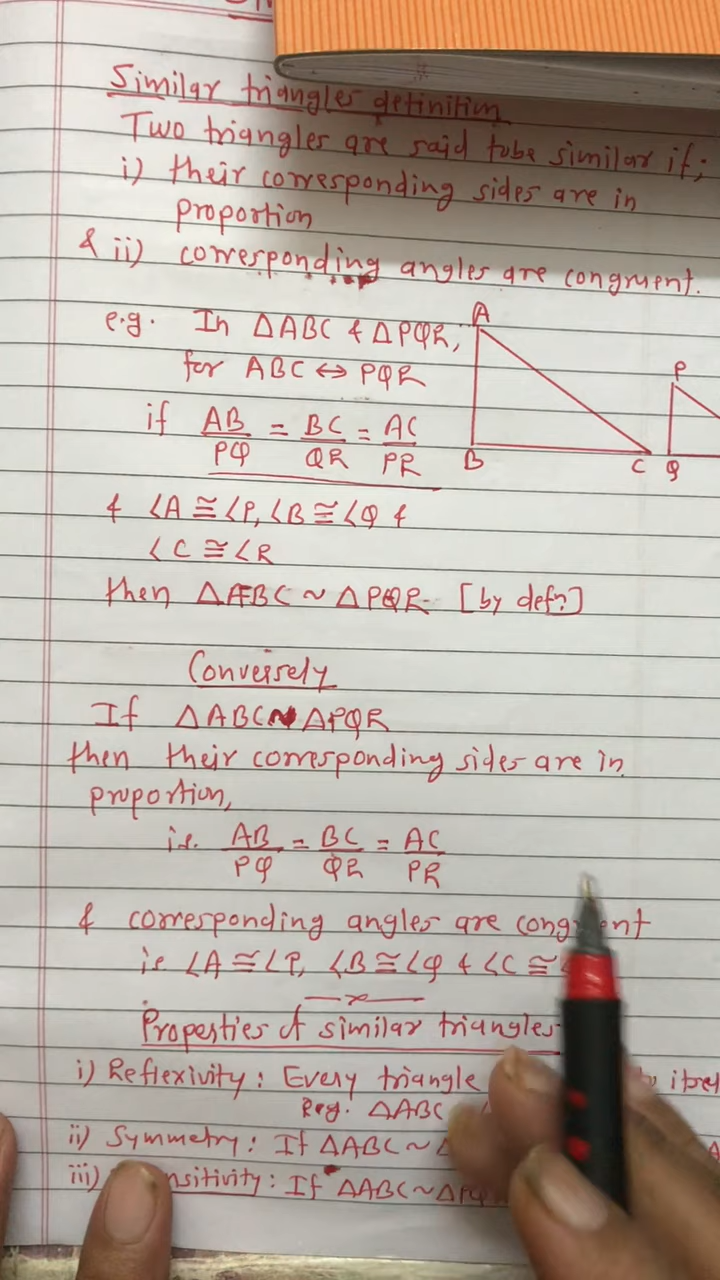 Similar triangles definition
Two triangles are said tobe similar if;
i) their corresponding sides are in
proportion
& ii) corresponding angles are congruent.
e.g. In △ABC & △PQR,
for ABC ↔ PQR
if AB/PQ = BC/QR = AC/PR
& ∠A ≅ ∠P, ∠B ≅ ∠Q &
∠C ≅ ∠R
then △ABC ~ △PQR [by defn.]
A
B
C
P
Q
Conversely
If △ABC ~ △PQR
then their corresponding sides are in
proportion,
ie. AB/PQ = BC/QR = AC/PR
& corresponding angles are
ie ∠A ≅ ∠P, ∠B ≅ ∠Q & ∠C ≅
Properties of similar triangles
i) Reflexivity: Every triangle
△ABC
ii) Symmetry: If △ABC ~
iii) If △ABC ~